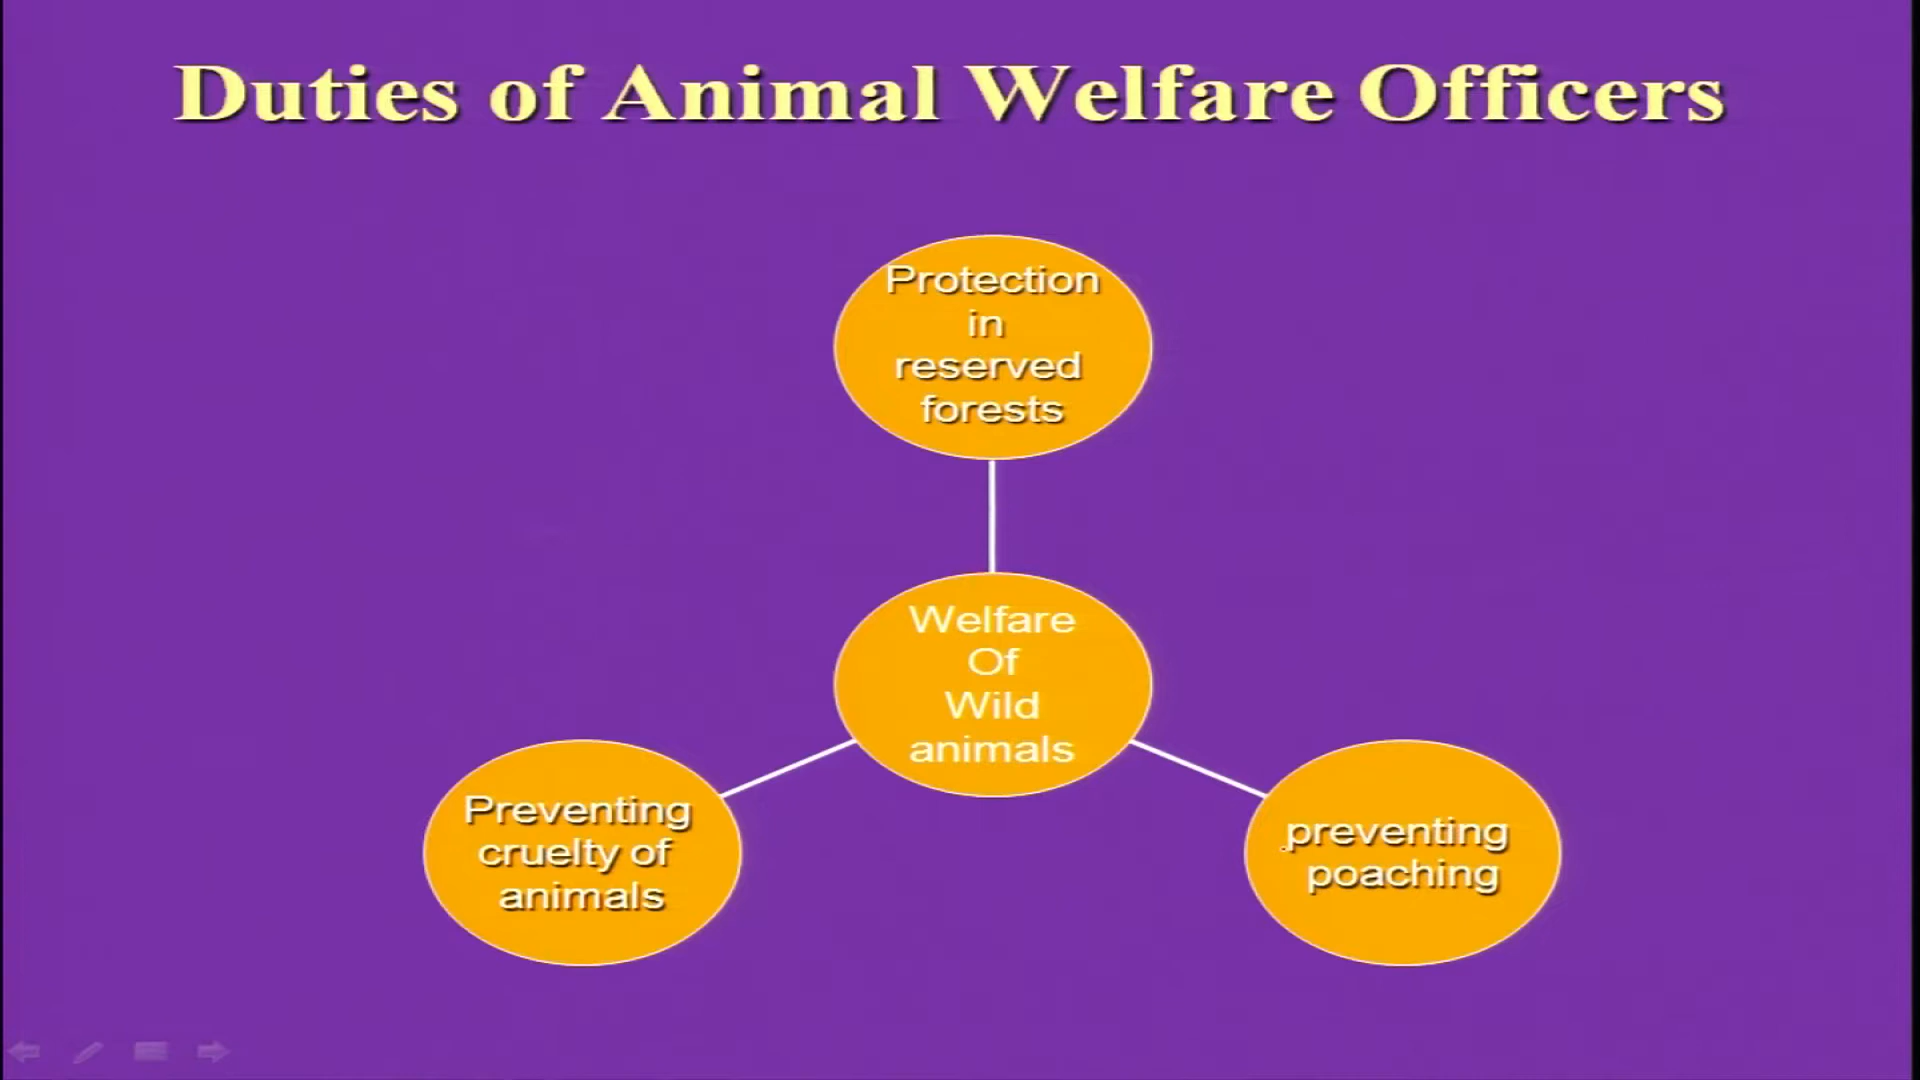 Duties of Animal Welfare Officers
Protection
in
reserved
forests
Welfare
Of
Wild
animals
Preventing
cruelty of
animals
preventing
poaching